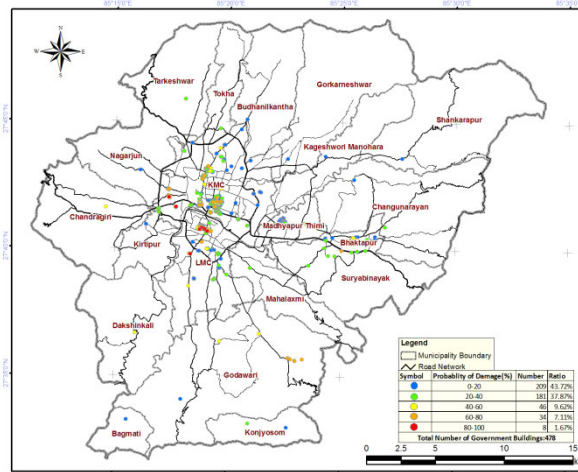 85°15'0"E 85°20'0"E 85°25'0"E 85°30'0"E
N
W E
S
Tarkeshwar
Tokha
Gorkarneshwar
Budhanilkantha
Shankarapur
Kageshwori Manohara
Nagarjun
KMC
Changunarayan
Chandragiri
Madhyapur Thimi
Kirtipur
Bhaktapur
LMC
Suryabinayak
Mahalaxmi
Dakshinkali
Godawari
Bagmati
Konjyosom
Legend
Municipality Boundary
Road Network
Symbol Probablity of Damage(%) Number Ratio
0-20 209 43.72%
20-40 181 37.87%
40-60 46 9.62%
60-80 34 7.11%
80-100 8 1.67%
Total Number of Government Buildings:478
0 2.5 5 10 15